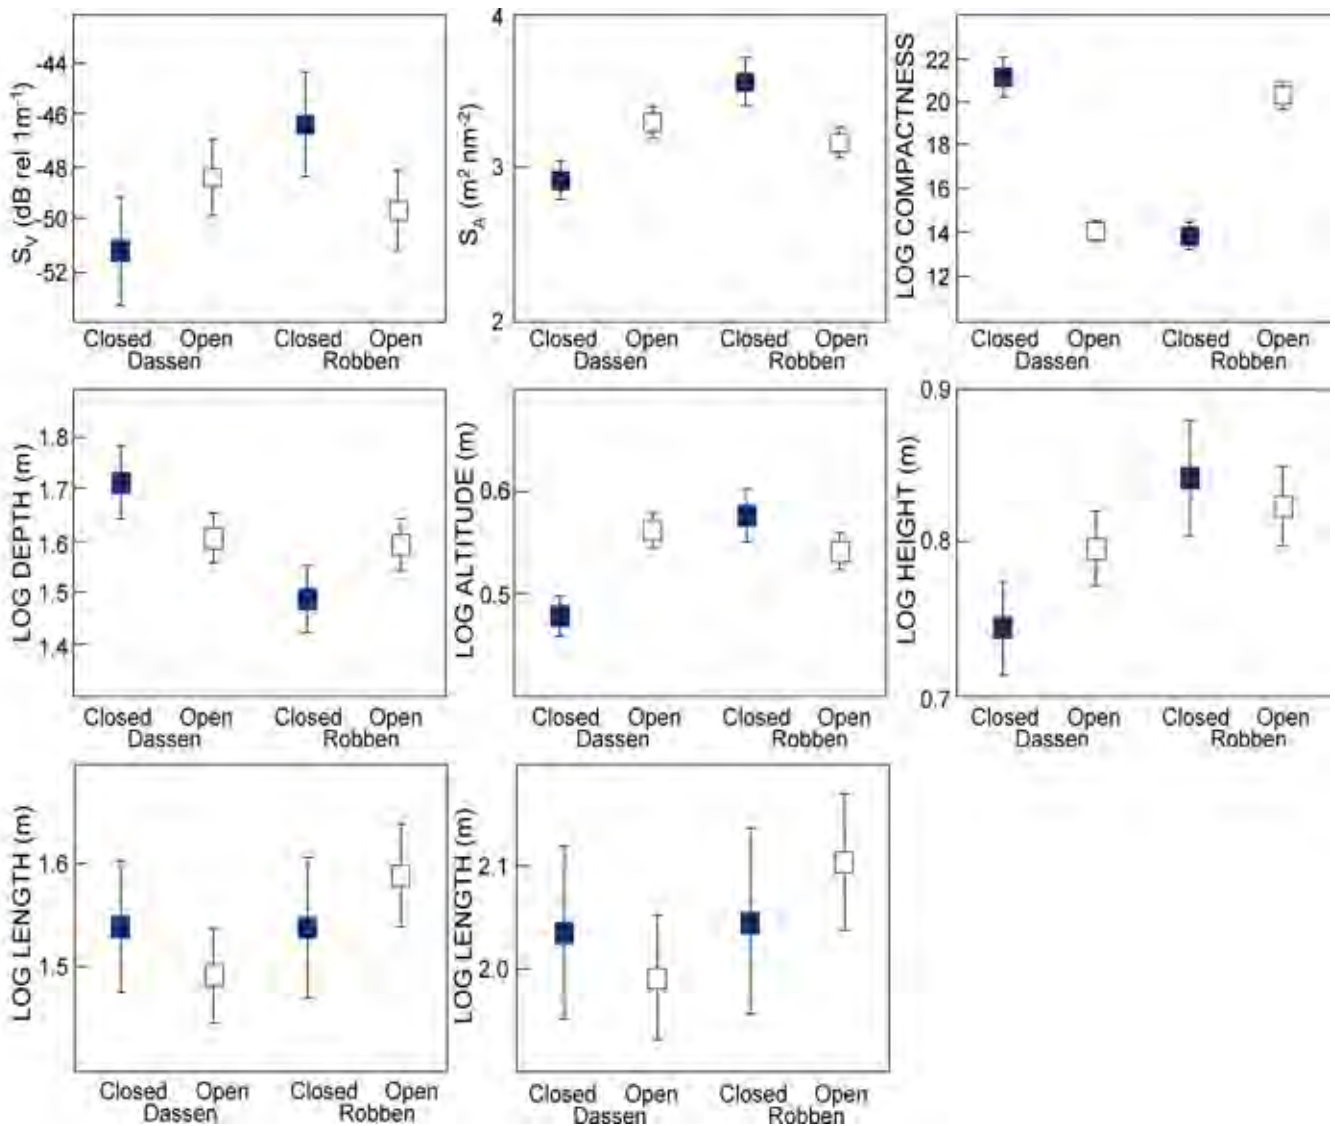 S_V (dB rel 1m⁻¹)
-44
-46
-48
-50
-52
Closed Open Closed Open
Dassen Robben
S_A (m² nm⁻²)
4
3
2
Closed Open Closed Open
Dassen Robben
LOG COMPACTNESS
22
20
18
16
14
12
Closed Open Closed Open
Dassen Robben
LOG DEPTH (m)
1.8
1.7
1.6
1.5
1.4
Closed Open Closed Open
Dassen Robben
LOG ALTITUDE (m)
0.6
0.5
Closed Open Closed Open
Dassen Robben
LOG HEIGHT (m)
0.9
0.8
0.7
Closed Open Closed Open
Dassen Robben
LOG LENGTH (m)
1.6
1.5
Closed Open Closed Open
Dassen Robben
LOG LENGTH (m)
2.1
2.0
Closed Open Closed Open
Dassen Robben